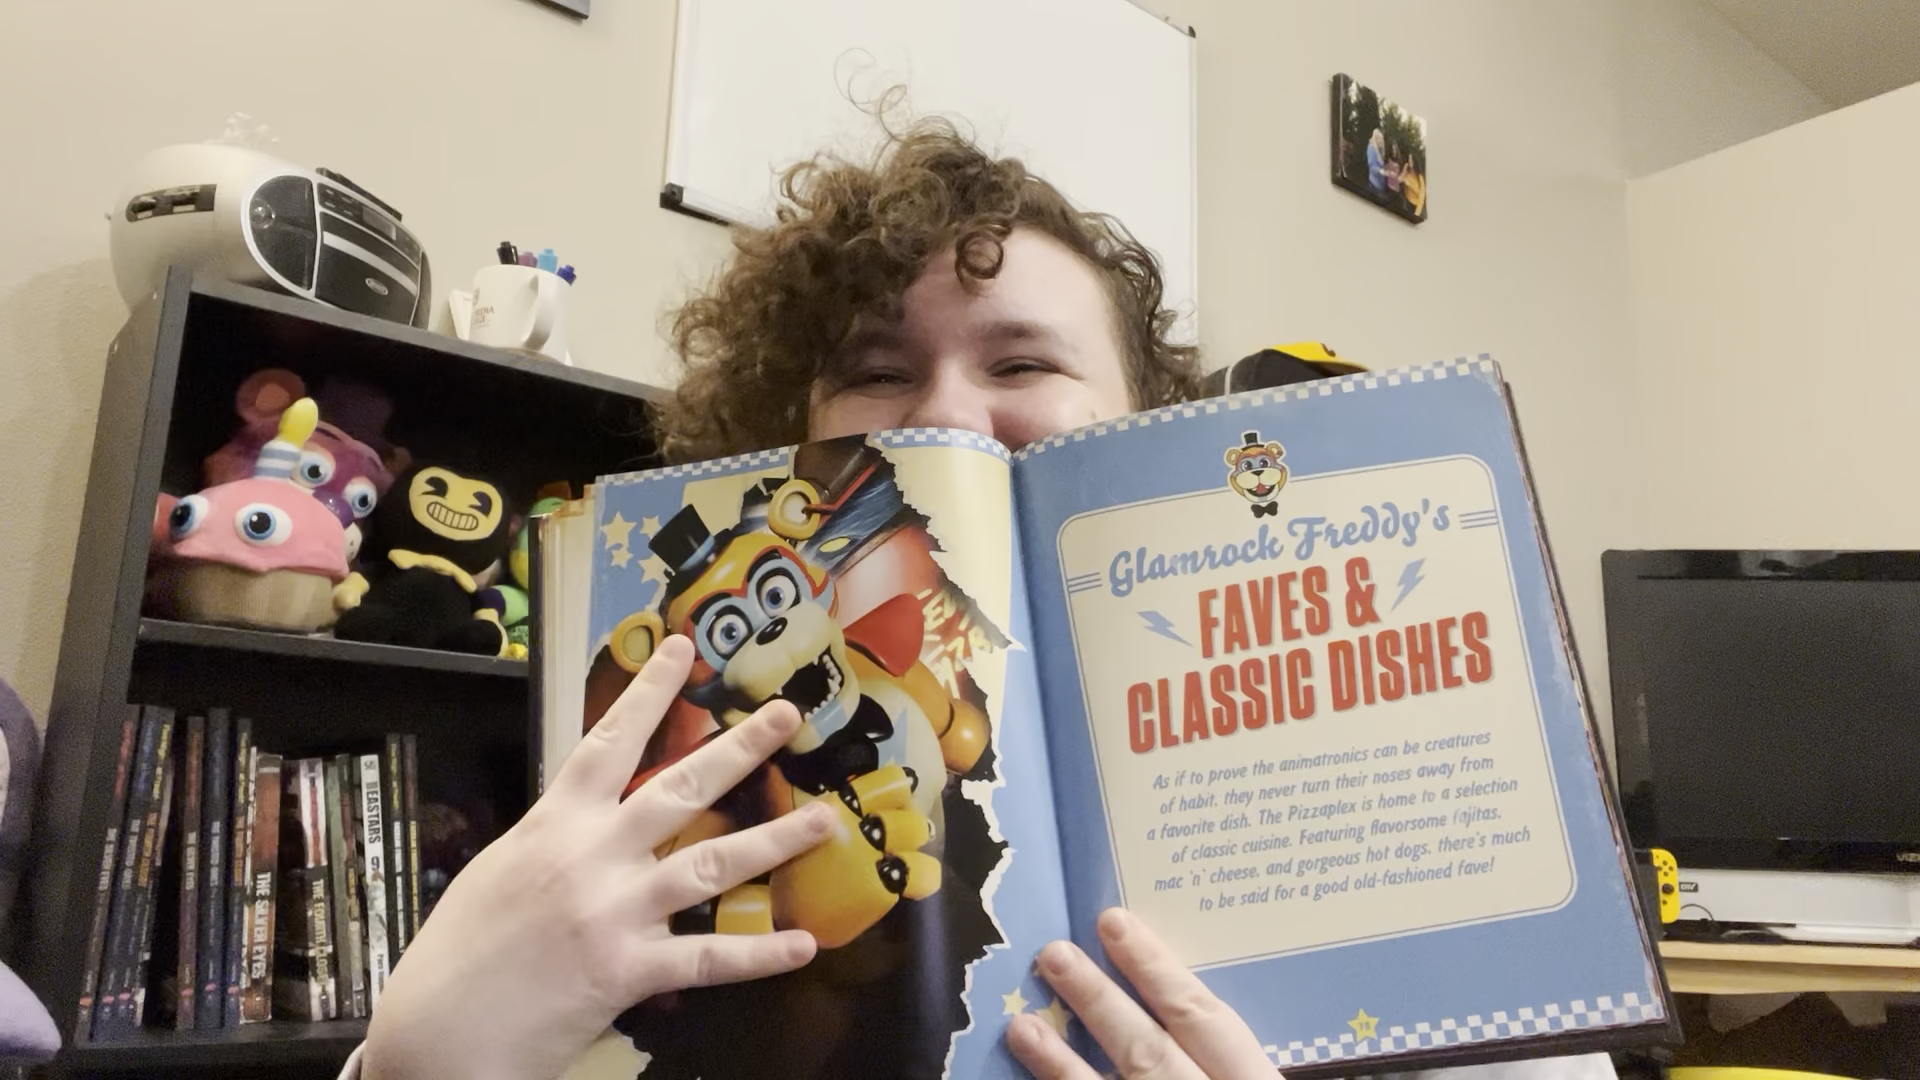 Glamrock Freddy's
FAVES &
CLASSIC DISHES
As if to prove the animatronics can be creatures
of habit, they never turn their noses away from
a favorite dish. The Pizzaplex is home to a selection
of classic cuisine. Featuring flavorsome fajitas,
mac 'n' cheese, and gorgeous hot dogs, there's much
to be said for a good old-fashioned fave!
THE SILVER EYES
BEASTARS
9